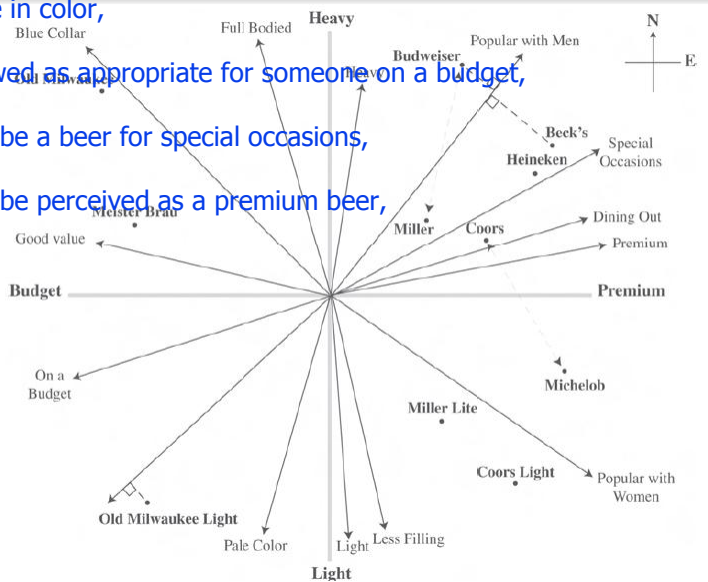 e in color,
Heavy
N
Blue Collar
Full Bodied
Popular with Men
Budweiser
E
ved as appropriate for someone on a budget,
Old Milwaukee
Heavy
be a beer for special occasions,
Beck's
Special
Occasions
Heineken
be perceived as a premium beer,
Meister Brau
Dining Out
Miller
Coors
Good value
Premium
Budget
Premium
On a
Budget
Michelob
Miller Lite
Coors Light
Popular with
Women
Old Milwaukee Light
Pale Color
Light
Less Filling
Light